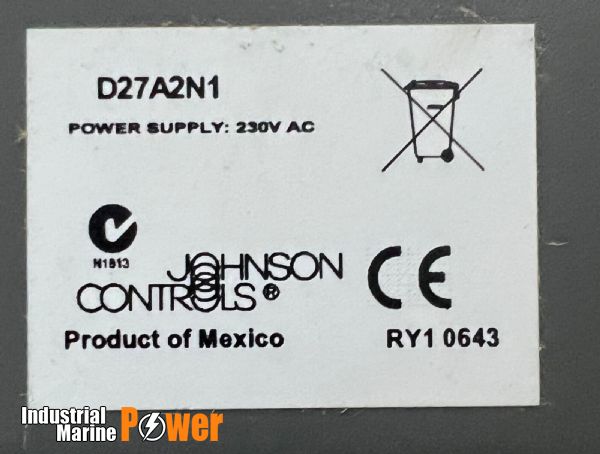 D27A2N1
POWER SUPPLY: 230V AC
N1813
JOHNSON
CONTROLS®
CE
Product of Mexico
RY1 0643
Industrial
Marine
Power